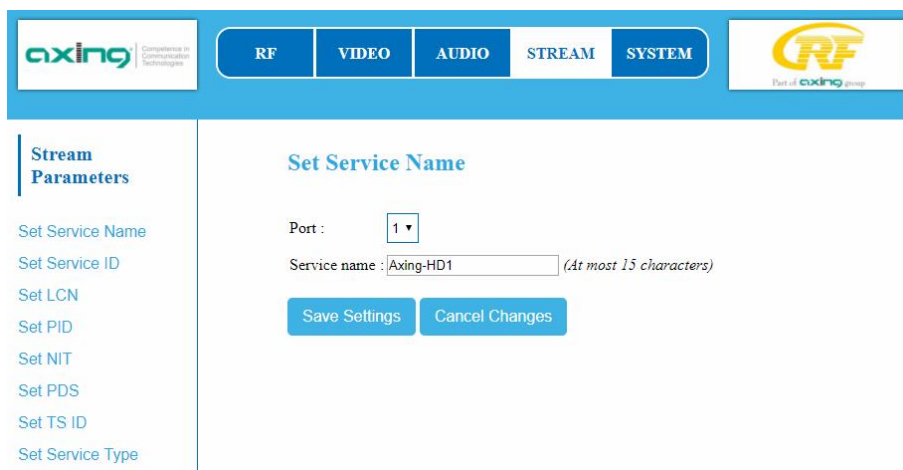 axing
Competence in
Communication
Technologies
RF VIDEO AUDIO STREAM SYSTEM
RF
Part of axing group
Stream
Parameters
Set Service Name
Set Service ID
Set LCN
Set PID
Set NIT
Set PDS
Set TS ID
Set Service Type
Set Service Name
Port : 1
Service name : Axing-HD1 (At most 15 characters)
Save Settings Cancel Changes